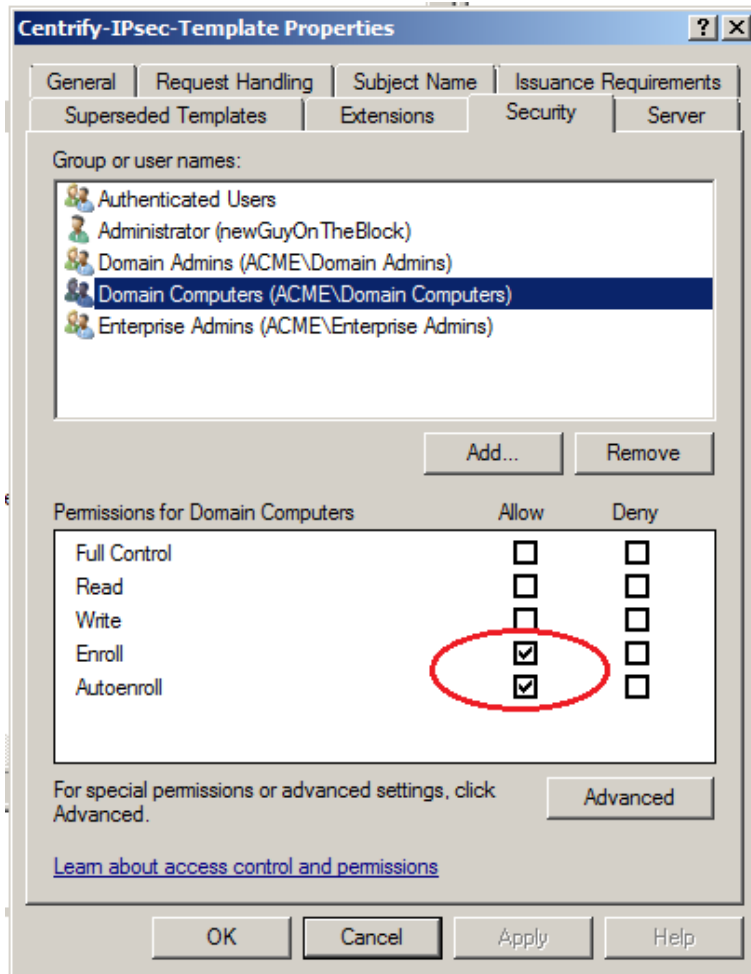 Centrify-IPsec-Template Properties
General Request Handling Subject Name Issuance Requirements
Superseded Templates Extensions Security Server
Group or user names:
Authenticated Users
Administrator (newGuyOnTheBlock)
Domain Admins (ACME\Domain Admins)
Domain Computers (ACME\Domain Computers)
Enterprise Admins (ACME\Enterprise Admins)
Add... Remove
Permissions for Domain Computers Allow Deny
Full Control
Read
Write
Enroll
Autoenroll
For special permissions or advanced settings, click
Advanced.
Advanced
Learn about access control and permissions
OK Cancel Apply Help